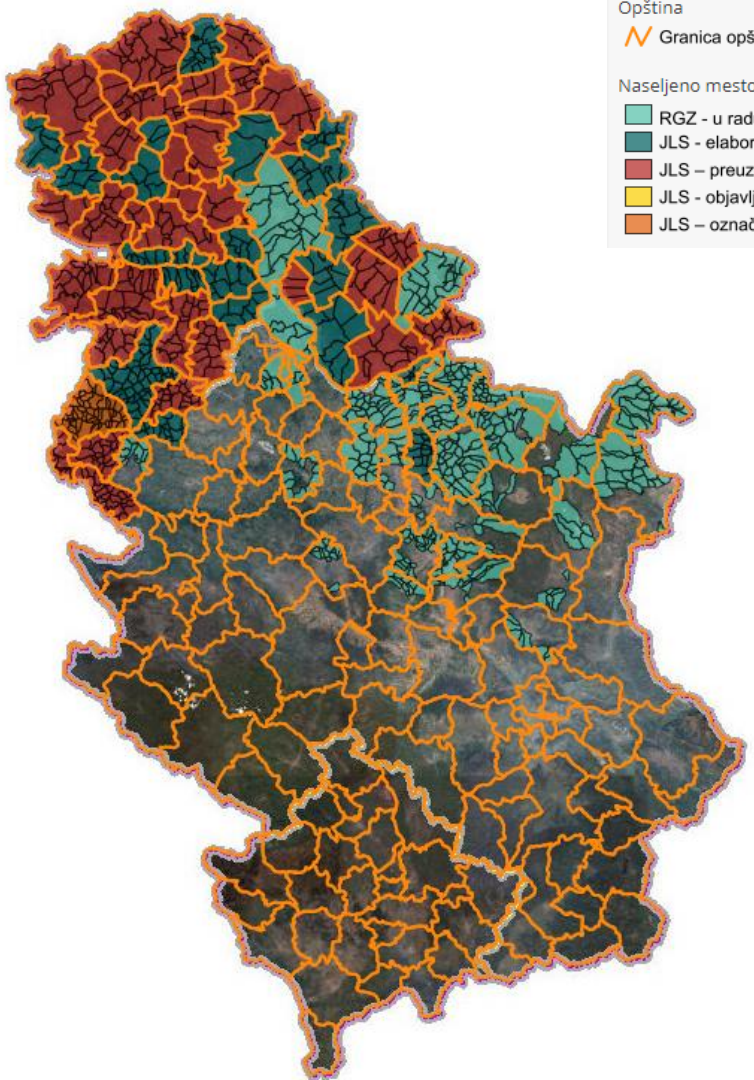 Opština
Granica opš
Naseljeno mesto
RGZ - u rad
JLS - elabor
JLS – preuz
JLS - objavlj
JLS – označ